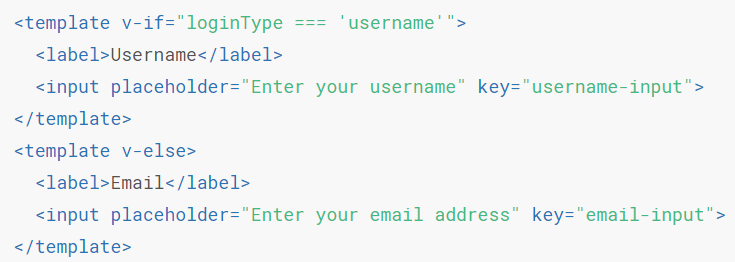 <template v-if="loginType === 'username'">
  <label>Username</label>
  <input placeholder="Enter your username" key="username-input">
</template>
<template v-else>
  <label>Email</label>
  <input placeholder="Enter your email address" key="email-input">
</template>